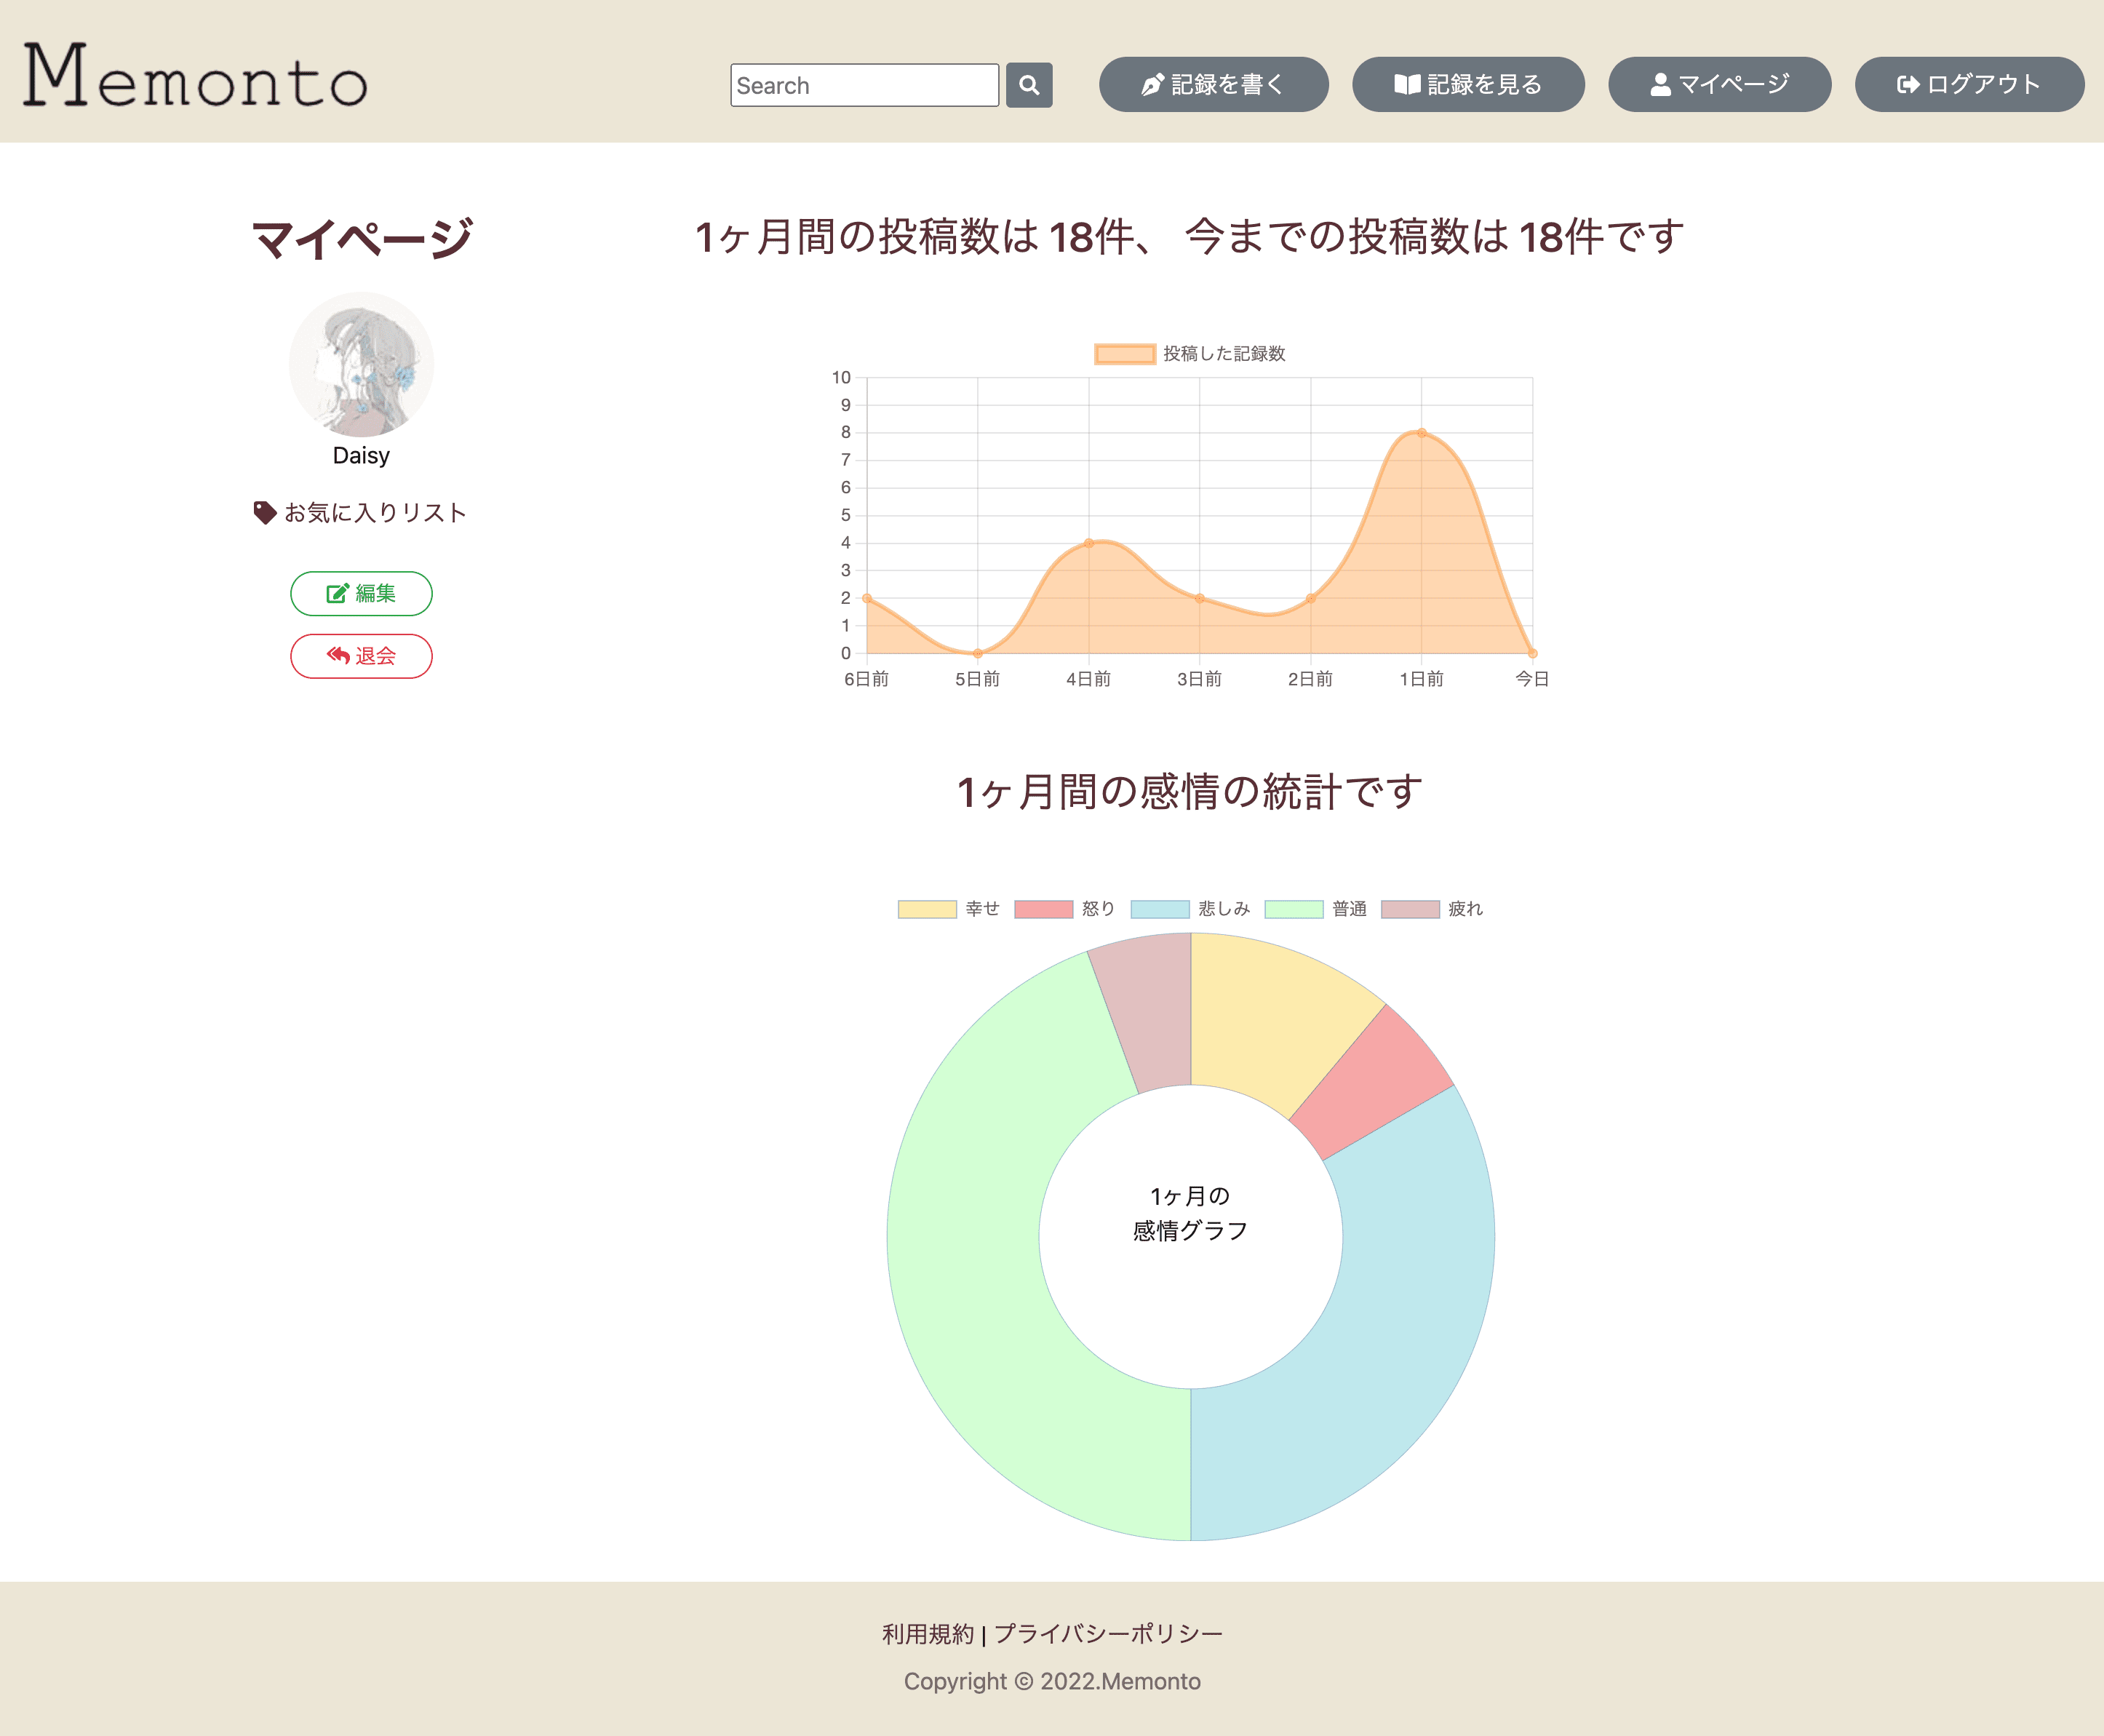 Memonto
Search
記録を書く
記録を見る
マイページ
ログアウト
マイページ
Daisy
お気に入りリスト
編集
退会
1ヶ月間の投稿数は 18件、 今までの投稿数は 18件です
投稿した記録数
10
9
8
7
6
5
4
3
2
1
0
6日前 5日前 4日前 3日前 2日前 1日前 今日
1ヶ月間の感情の統計です
幸せ 怒り 悲しみ 普通 疲れ
1ヶ月の
感情グラフ
利用規約 | プライバシーポリシー
Copyright © 2022.Memonto